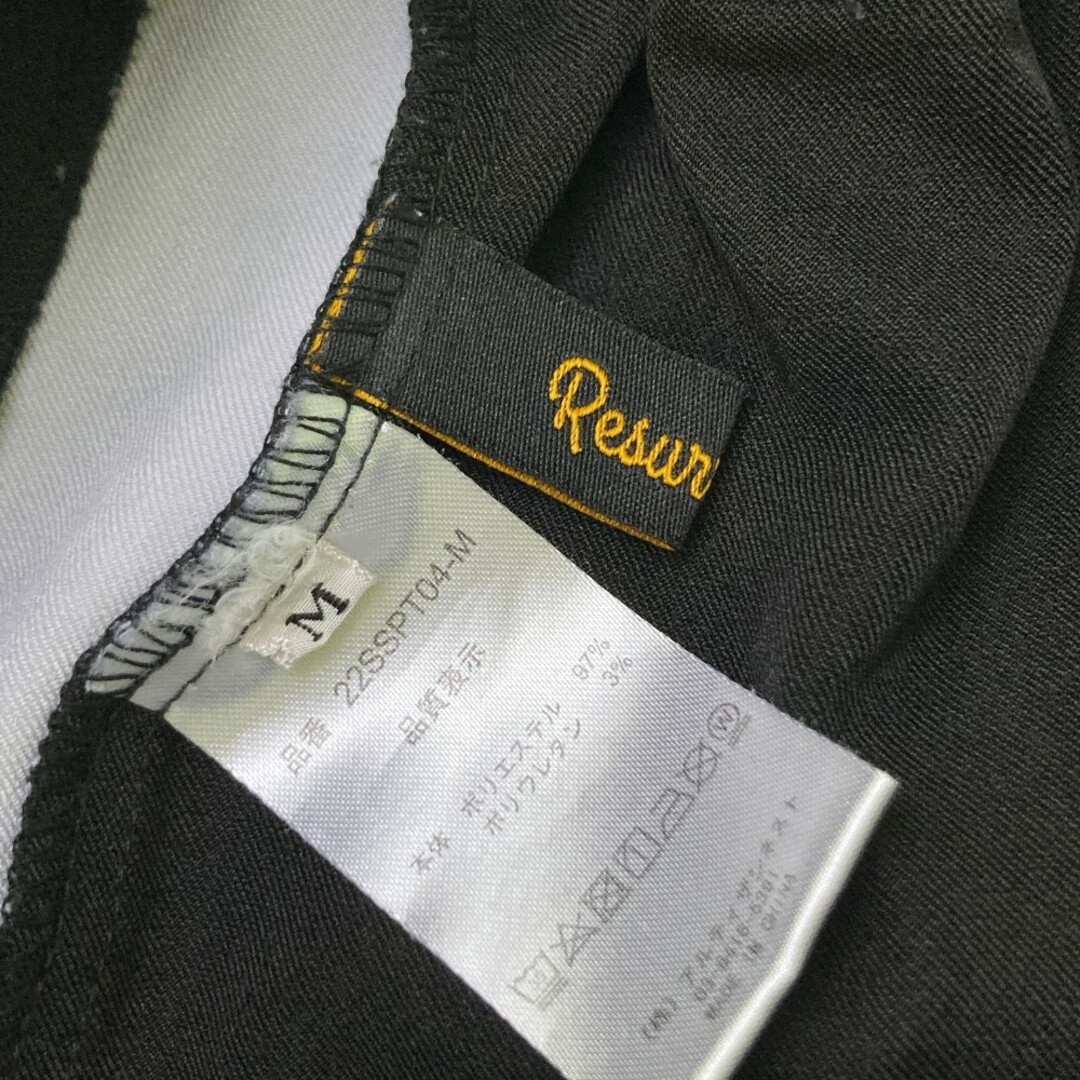 Resur
M
品番 22SSPT04-M
品質表示
本体 ポリエステル 97%
ポリウレタン 3%
MADE IN CHINA